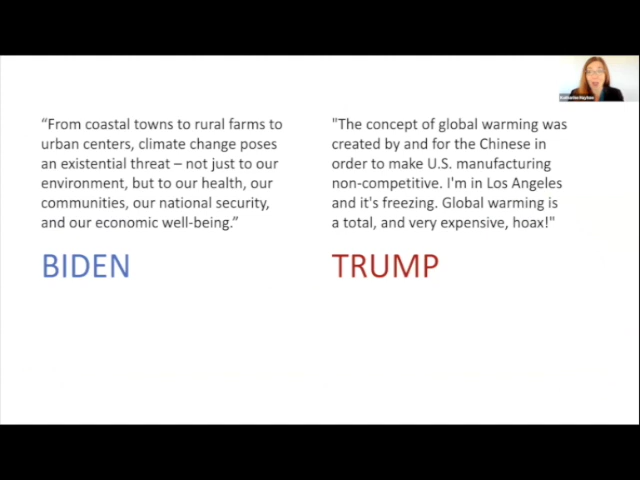 “From coastal towns to rural farms to
urban centers, climate change poses
an existential threat – not just to our
environment, but to our health, our
communities, our national security,
and our economic well-being.”
BIDEN
"The concept of global warming was
created by and for the Chinese in
order to make U.S. manufacturing
non-competitive. I'm in Los Angeles
and it's freezing. Global warming is
a total, and very expensive, hoax!"
TRUMP